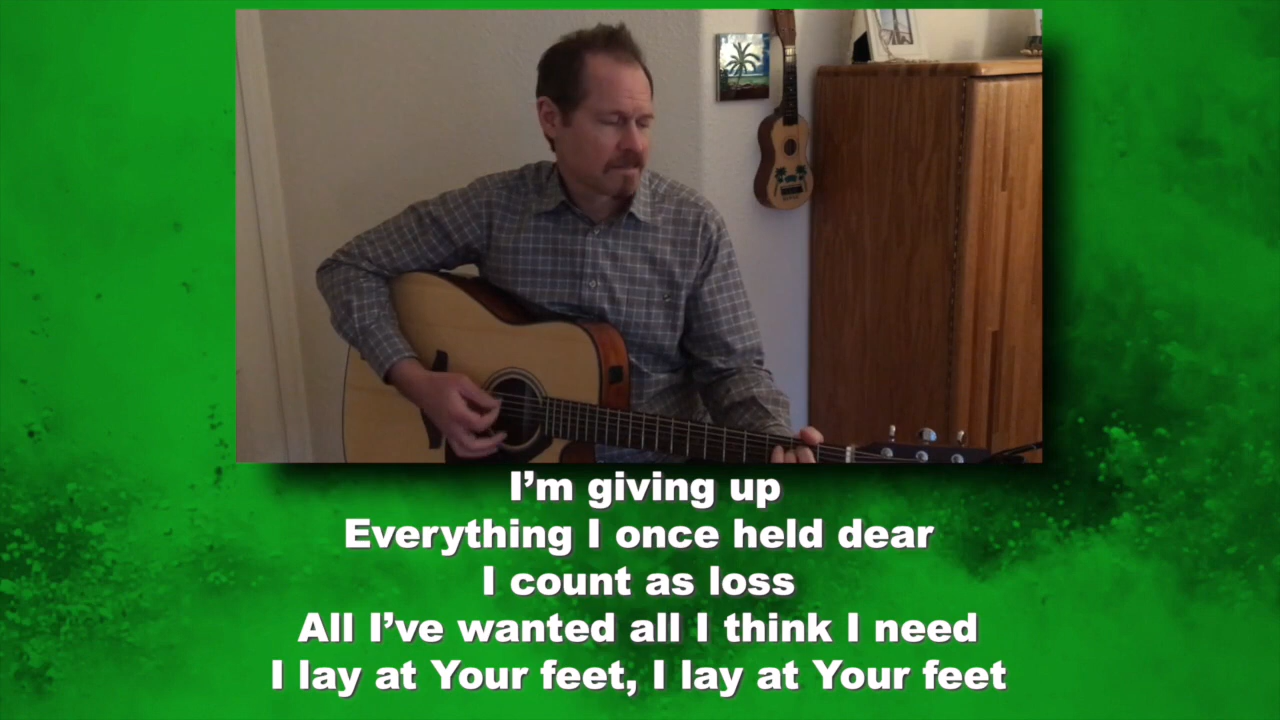 I’m giving up
Everything I once held dear
I count as loss
All I’ve wanted all I think I need
I lay at Your feet, I lay at Your feet